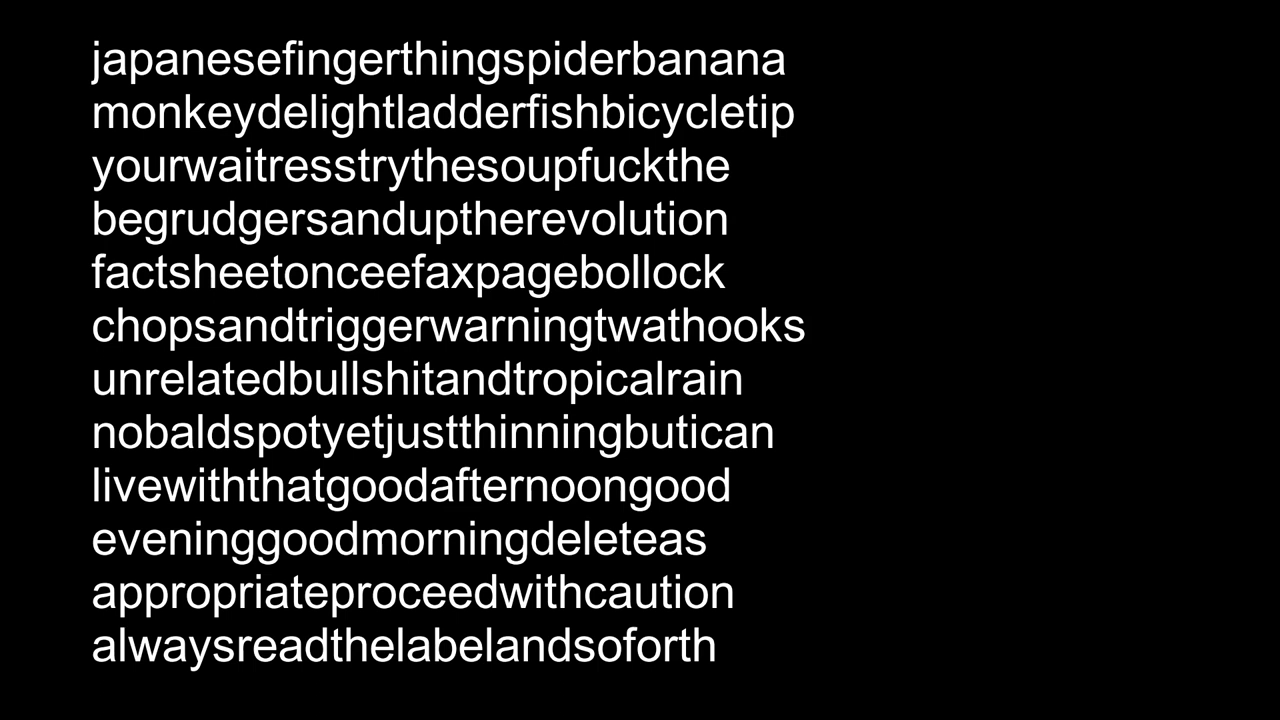 japanesefingerthingspiderbanana
monkeydelightladderfishbicycletip
yourwaitresstrythesoupfuckthe
begrudgersanduptherevolution
factsheetonceefaxpagebollock
chopsandtriggerwarningtwathooks
unrelatedbullshitandtropicalrain
nobaldspotyetjustthinningbutican
livewiththatgoodafternoongood
eveninggoodmorningdeleteas
appropriateproceedwithcaution
alwaysreadthelabelandsoforth